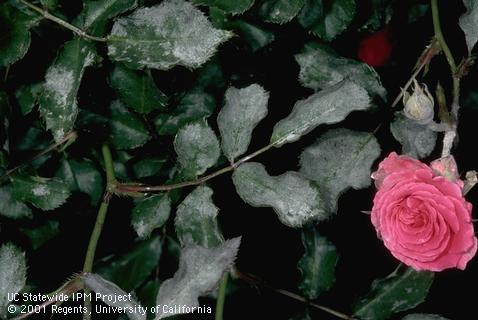 UC Statewide IPM Project
© 2001 Regents, University of California